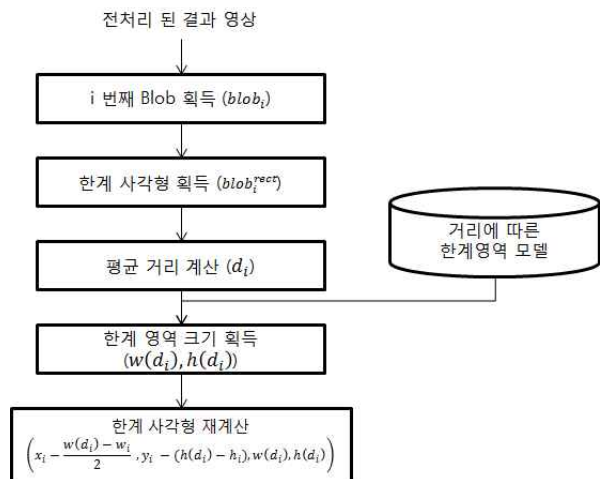 전처리 된 결과 영상
i 번째 Blob 획득 (blob_i)
한계 사각형 획득 (blob_i^rect)
평균 거리 계산 (d_i)
거리에 따른
한계영역 모델
한계 영역 크기 획득
(w(d_i), h(d_i))
한계 사각형 재계산
(x_i − (w(d_i) − w_i)/2 , y_i − (h(d_i) − h_i), w(d_i), h(d_i))